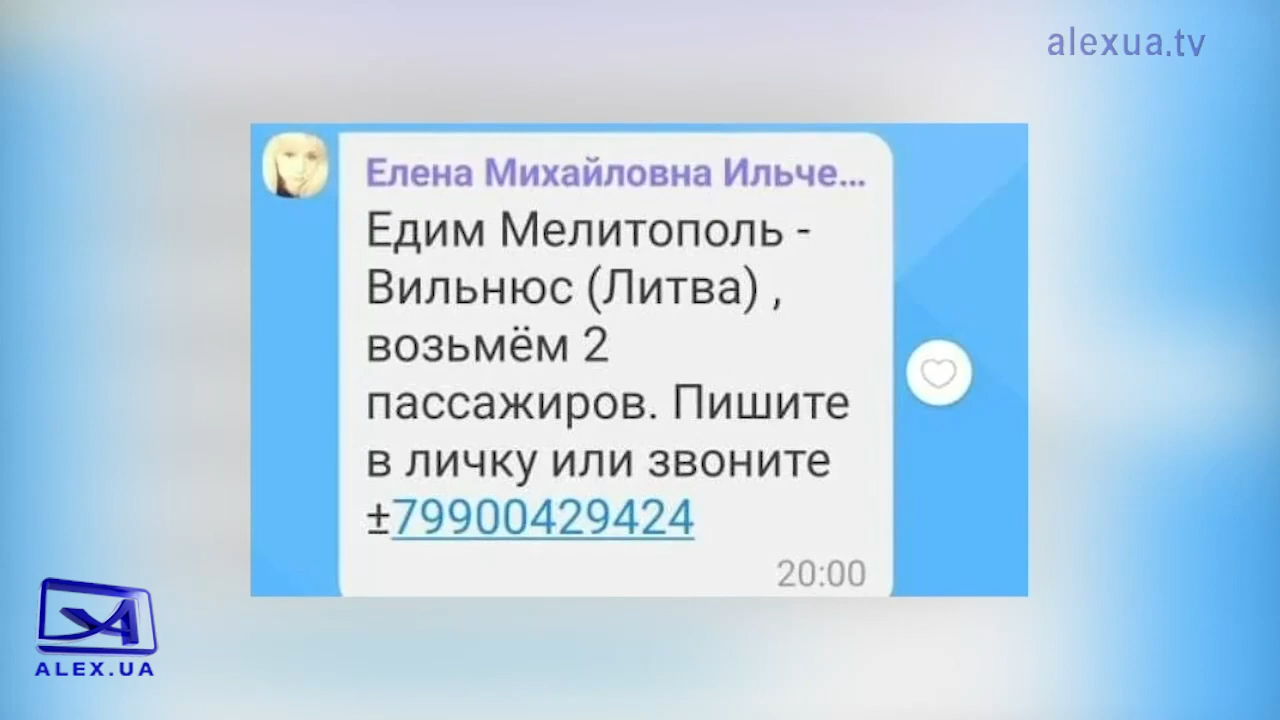 alexua.tv
Елена Михайловна Ильче...
Едим Мелитополь -
Вильнюс (Литва) ,
возьмём 2
пассажиров. Пишите
в личку или звоните
±79900429424
20:00
ALEX.UA